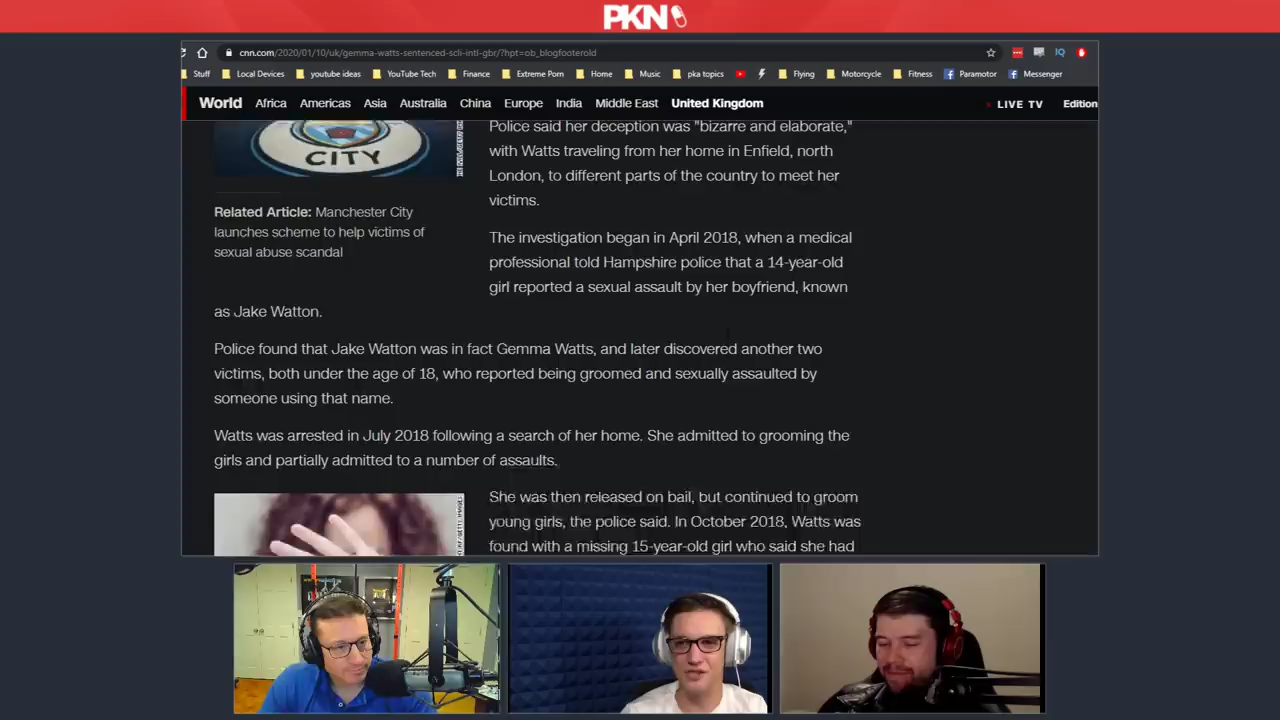 PKN
cnn.com/2020/01/10/uk/gemma-watts-sentenced-scli-intl-gbr/?hpt=ob_blogfooterold
IQ
Stuff Local Devices youtube ideas YouTube Tech Finance Extreme Porn Home Music pka topics Flying Motorcycle Fitness Paramotor Messenger
World Africa Americas Asia Australia China Europe India Middle East United Kingdom LIVE TV Edition
CITY
Related Article: Manchester City
launches scheme to help victims of
sexual abuse scandal
Police said her deception was "bizarre and elaborate,"
with Watts traveling from her home in Enfield, north
London, to different parts of the country to meet her
victims.
The investigation began in April 2018, when a medical
professional told Hampshire police that a 14-year-old
girl reported a sexual assault by her boyfriend, known
as Jake Watton.
Police found that Jake Watton was in fact Gemma Watts, and later discovered another two
victims, both under the age of 18, who reported being groomed and sexually assaulted by
someone using that name.
Watts was arrested in July 2018 following a search of her home. She admitted to grooming the
girls and partially admitted to a number of assaults.
She was then released on bail, but continued to groom
young girls, the police said. In October 2018, Watts was
found with a missing 15-year-old girl who said she had